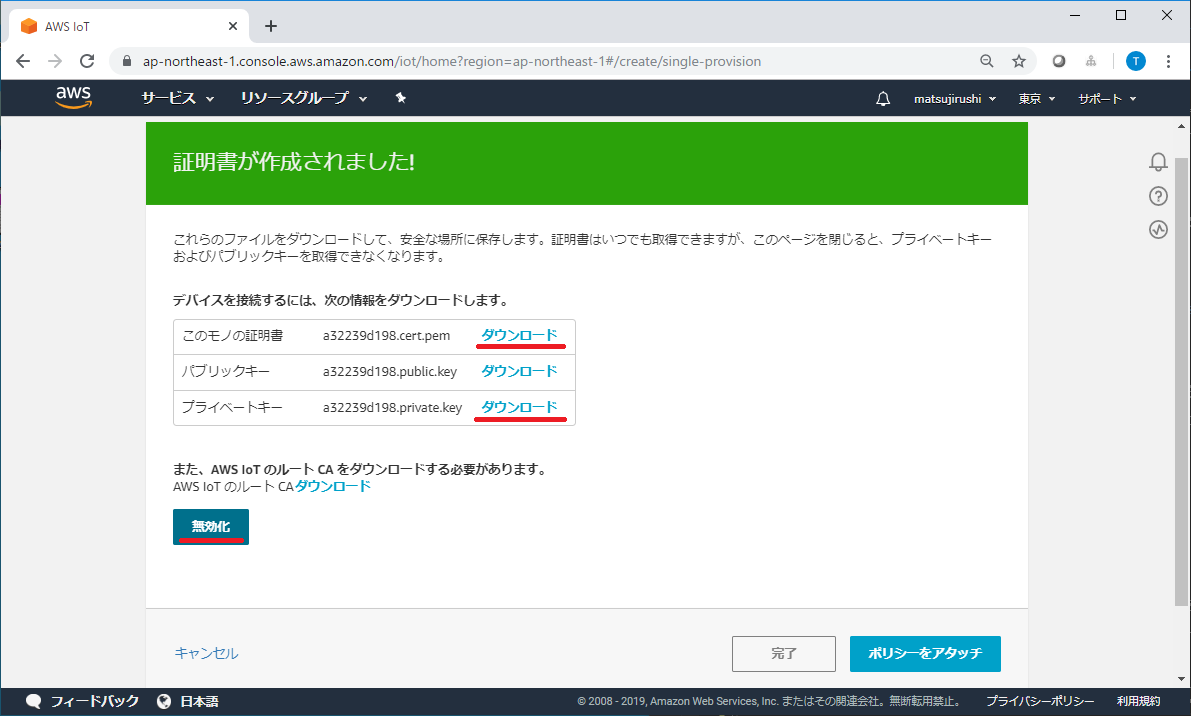 AWS IoT
ap-northeast-1.console.aws.amazon.com/iot/home?region=ap-northeast-1#/create/single-provision
T
aws サービス リソースグループ matsujirushi 東京 サポート
証明書が作成されました!
これらのファイルをダウンロードして、安全な場所に保存します。証明書はいつでも取得できますが、このページを閉じると、プライベートキー
およびパブリックキーを取得できなくなります。
デバイスを接続するには、次の情報をダウンロードします。
このモノの証明書 a32239d198.cert.pem ダウンロード
パブリックキー a32239d198.public.key ダウンロード
プライベートキー a32239d198.private.key ダウンロード
また、AWS IoT のルート CA をダウンロードする必要があります。
AWS IoT のルート CAダウンロード
無効化
キャンセル 完了 ポリシーをアタッチ
フィードバック 日本語 © 2008 - 2019, Amazon Web Services, Inc. またはその関連会社。無断転用禁止。 プライバシーポリシー 利用規約